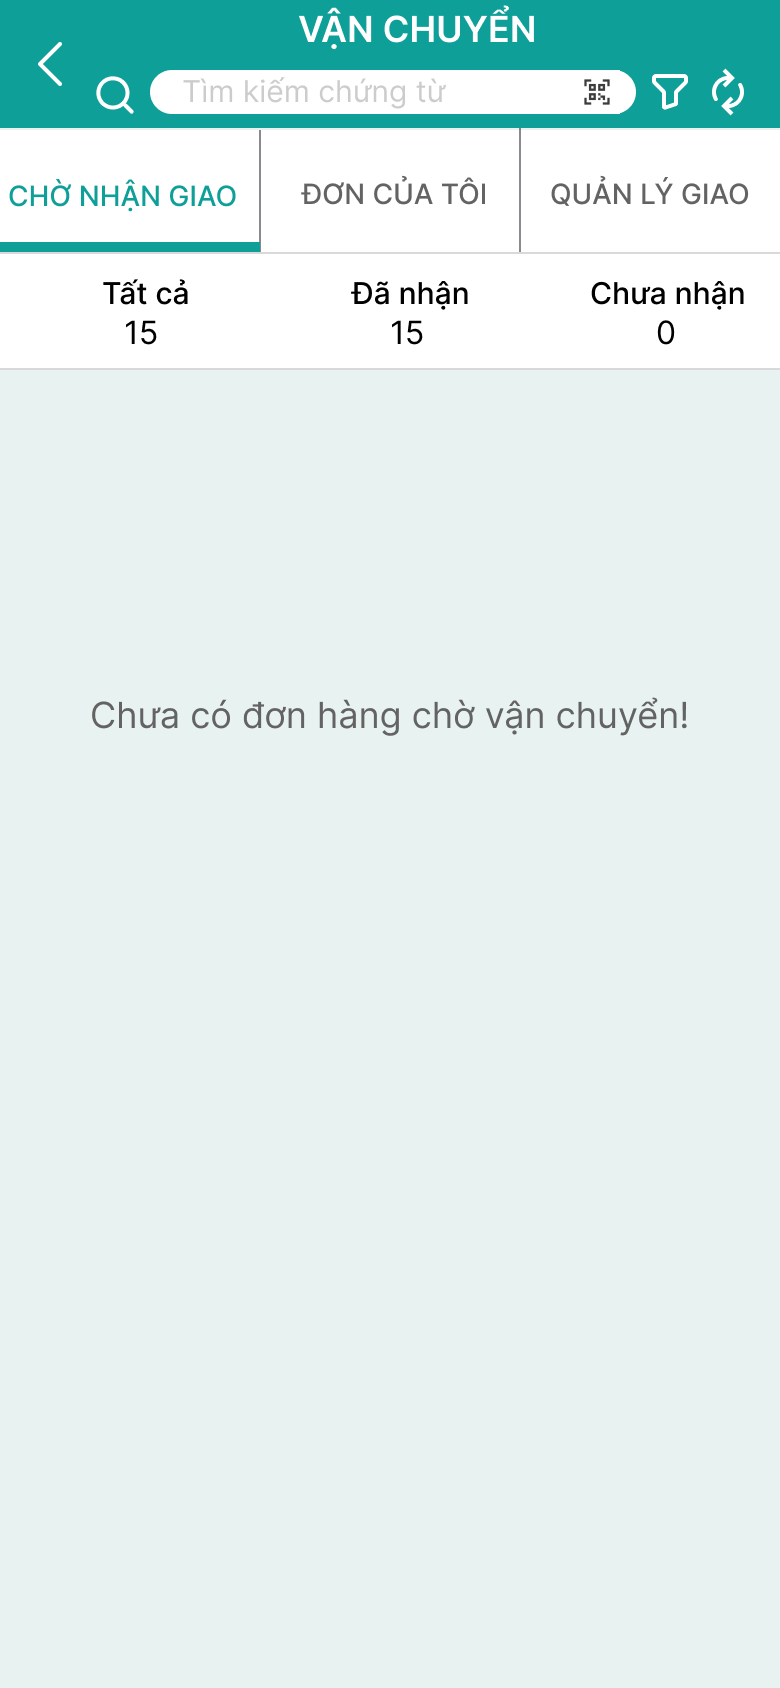 VẬN CHUYỂN
Tìm kiếm chứng từ
CHỜ NHẬN GIAO
ĐƠN CỦA TÔI
QUẢN LÝ GIAO
Tất cả
15
Đã nhận
15
Chưa nhận
0
Chưa có đơn hàng chờ vận chuyển!